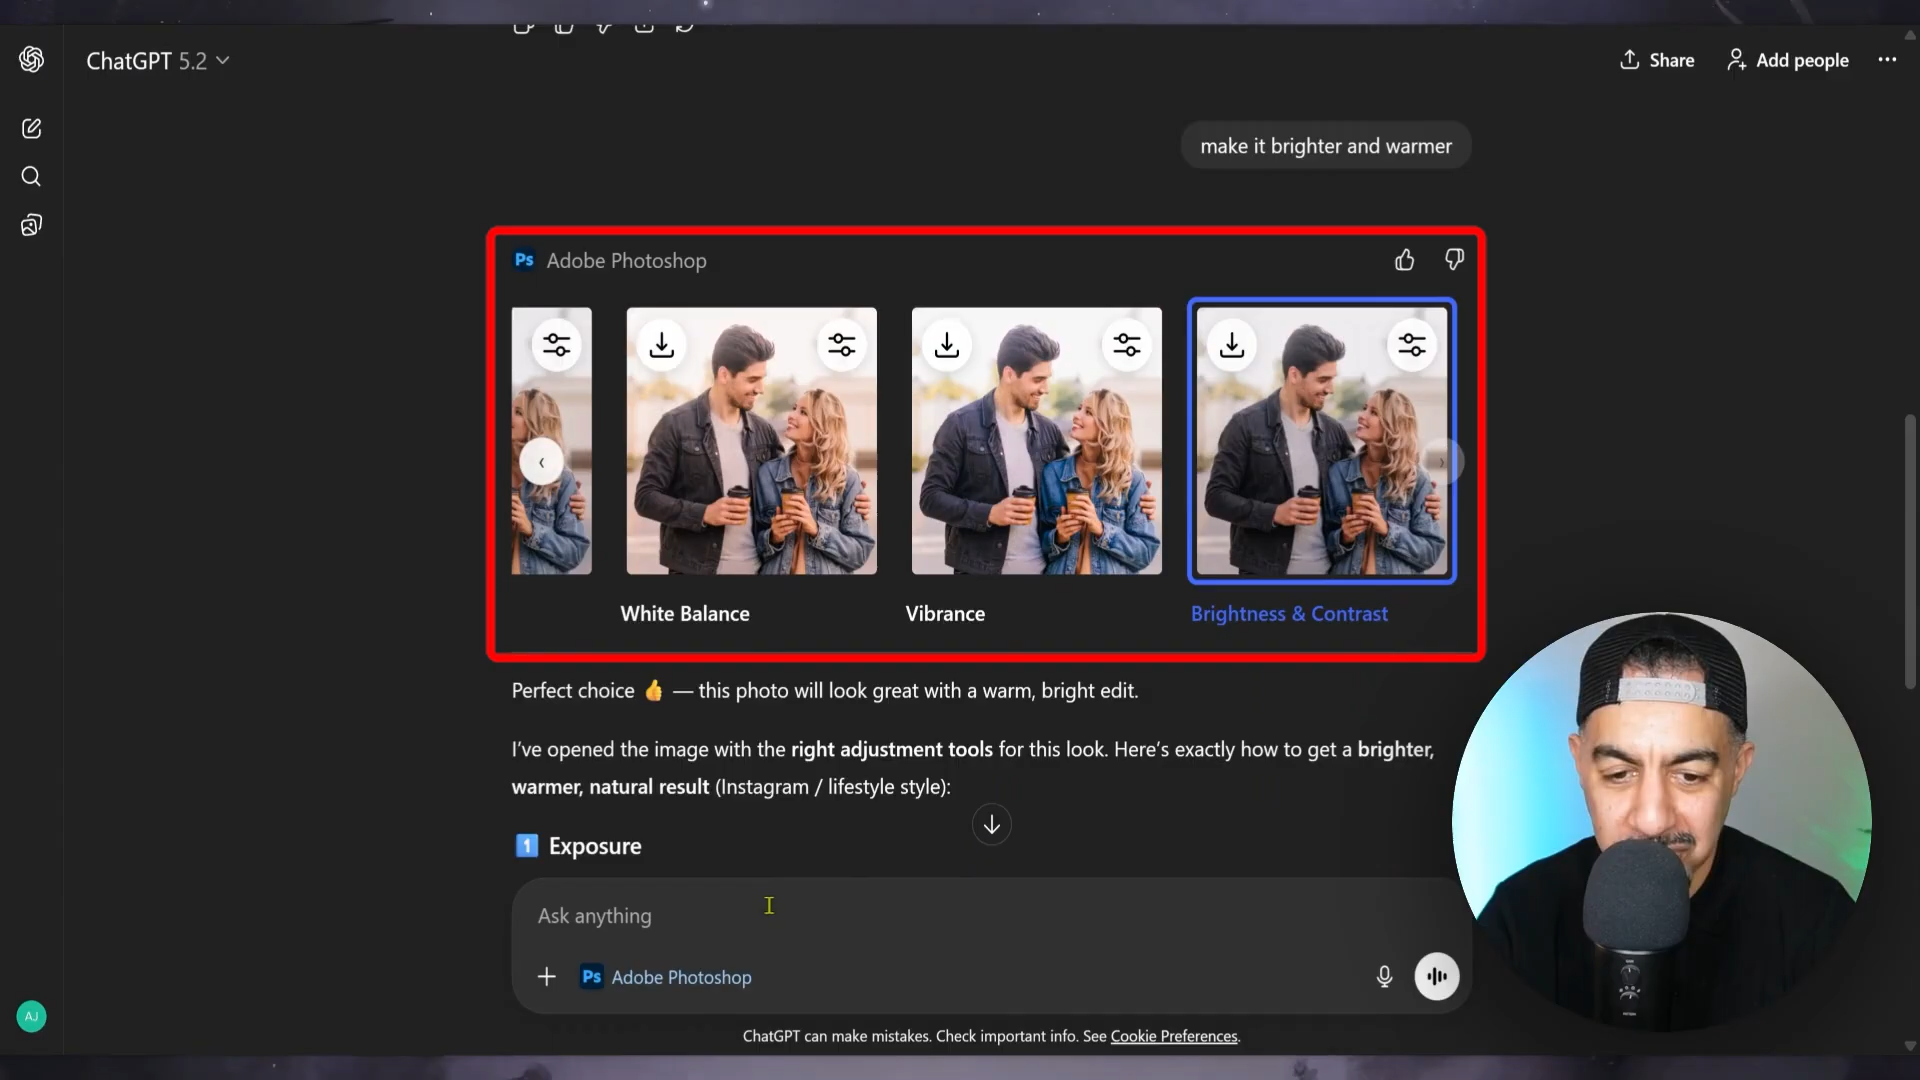 ChatGPT 5.2
Share
Add people
make it brighter and warmer
Ps Adobe Photoshop
White Balance
Vibrance
Brightness & Contrast
Perfect choice 👍 — this photo will look great with a warm, bright edit.
I’ve opened the image with the right adjustment tools for this look. Here’s exactly how to get a brighter,
warmer, natural result (Instagram / lifestyle style):
1 Exposure
Ask anything
Ps Adobe Photoshop
AJ
ChatGPT can make mistakes. Check important info. See Cookie Preferences.